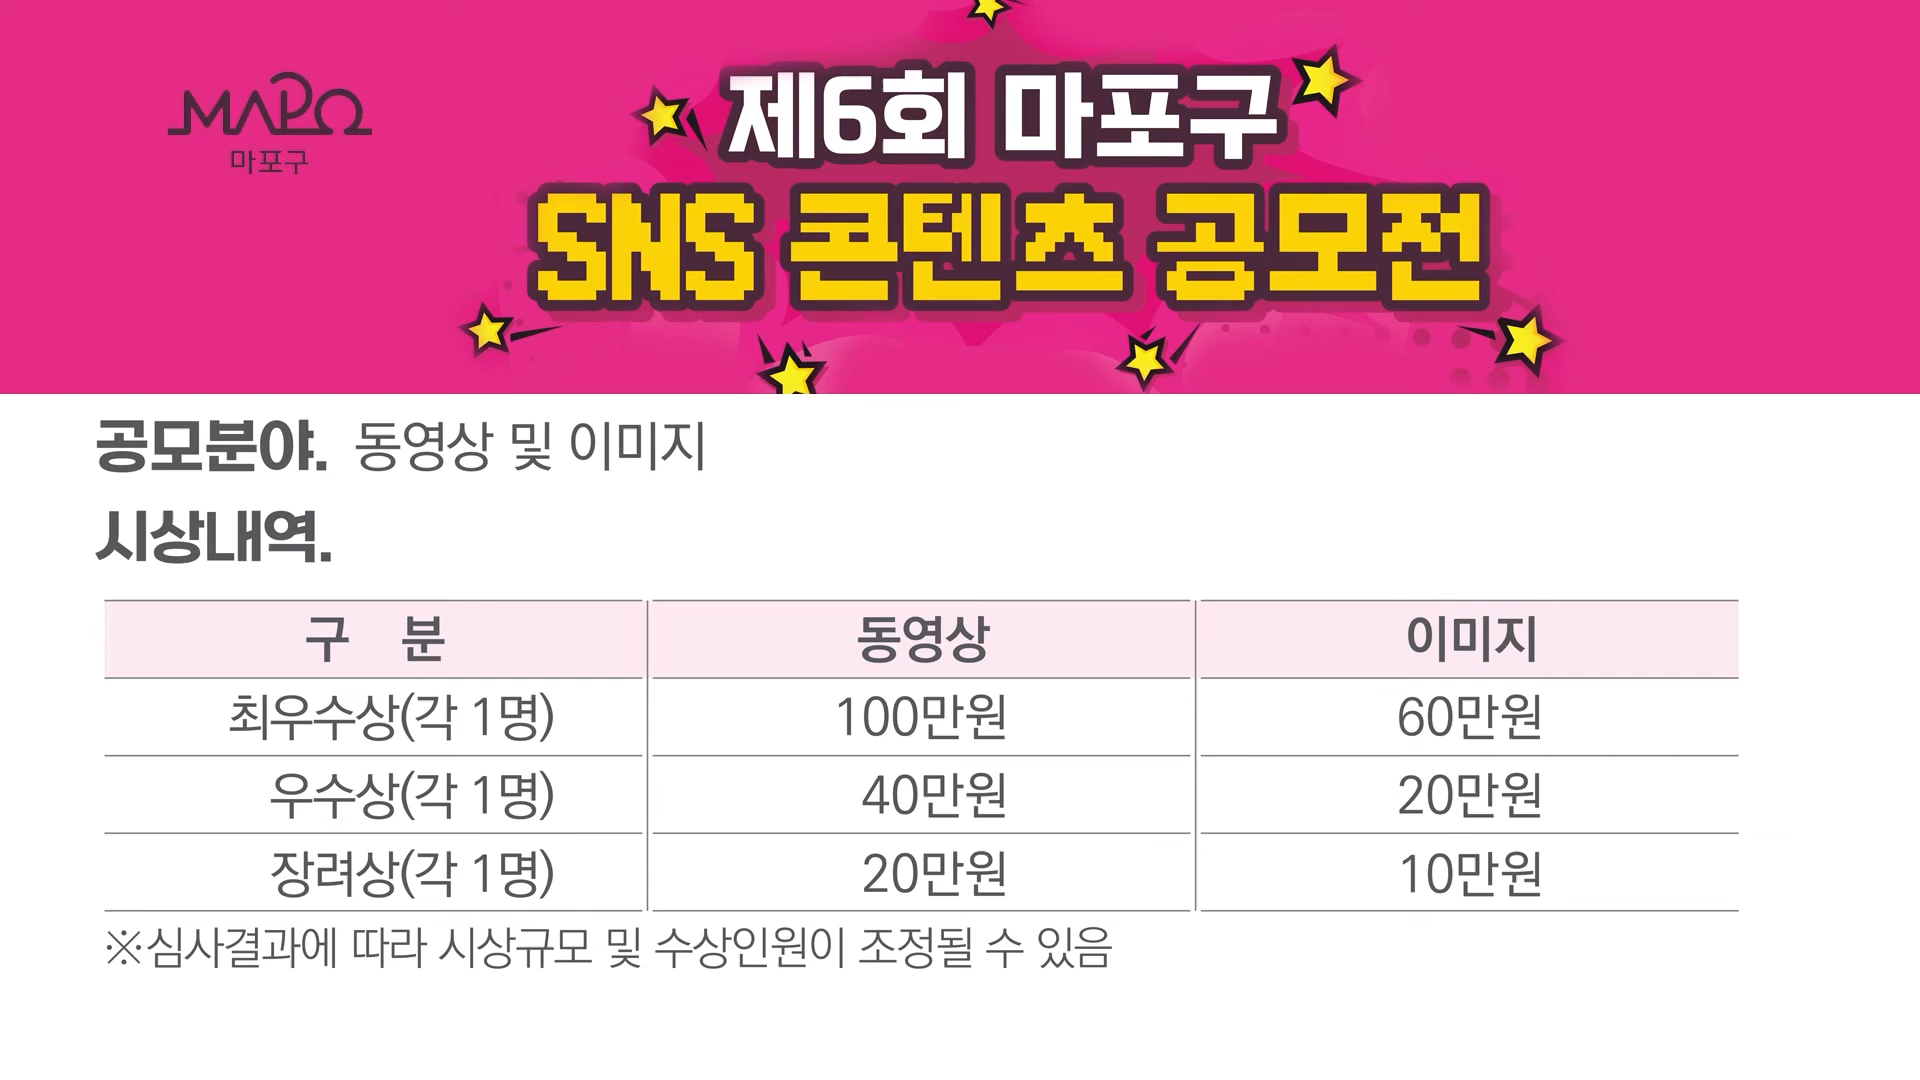 MAPO
마포구
제6회 마포구
SNS 콘텐츠 공모전
공모분야. 동영상 및 이미지
시상내역.
구 분 동영상 이미지
최우수상(각 1명) 100만원 60만원
우수상(각 1명) 40만원 20만원
장려상(각 1명) 20만원 10만원
※심사결과에 따라 시상규모 및 수상인원이 조정될 수 있음